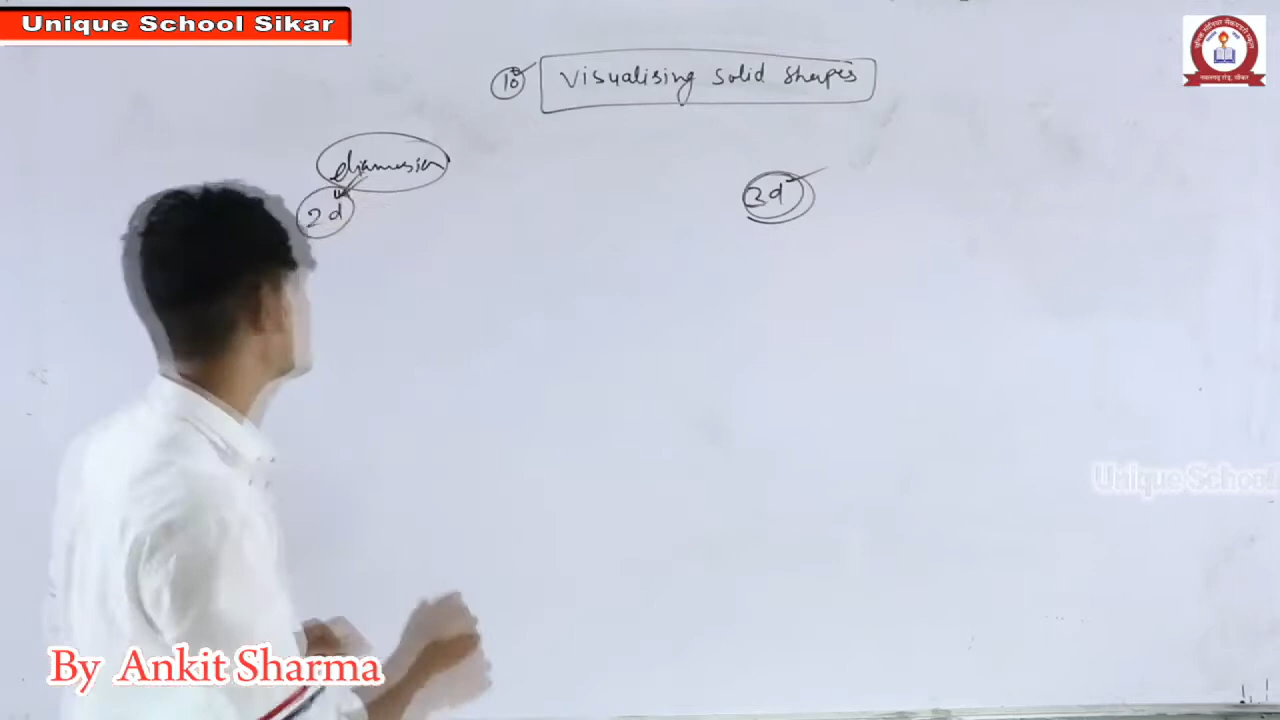 Unique School Sikar
10 Visualising Solid Shapes
dimension
2d
3d
Unique School
By Ankit Sharma